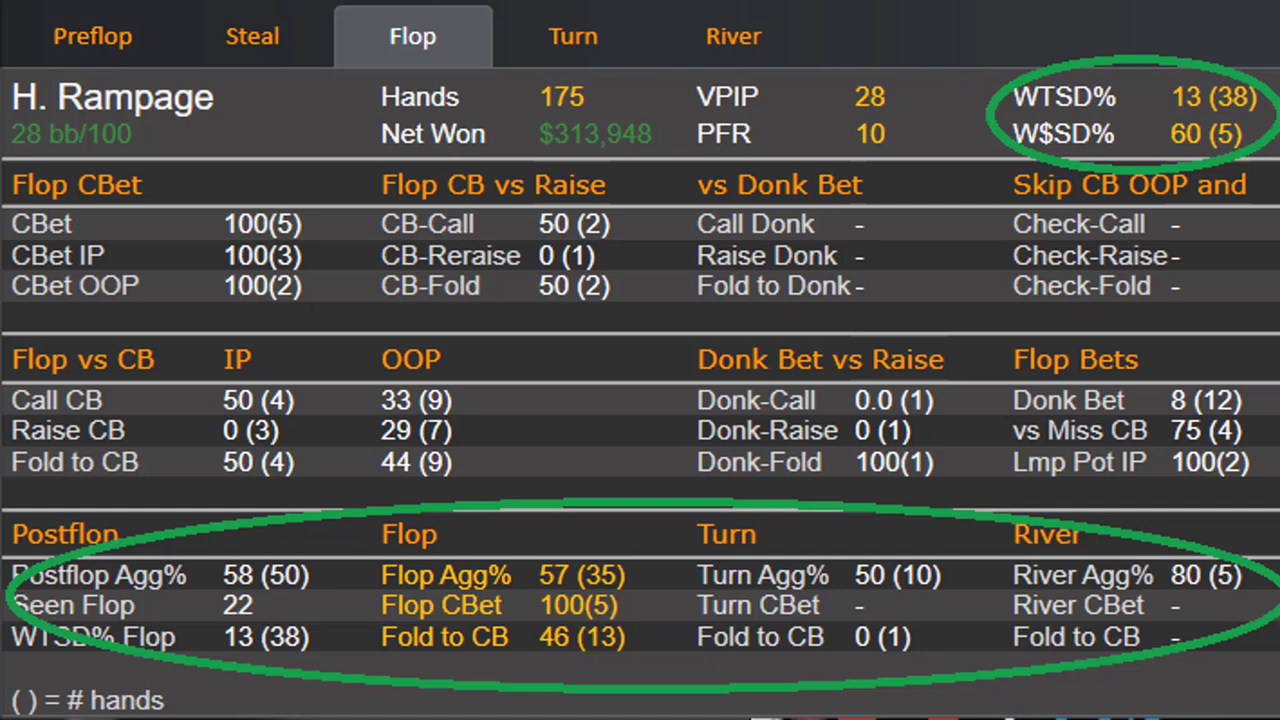 Preflop Steal Flop Turn River
H. Rampage Hands 175 VPIP 28 WTSD% 13 (38)
28 bb/100 Net Won $313,948 PFR 10 W$SD% 60 (5)
Flop CBet Flop CB vs Raise vs Donk Bet Skip CB OOP and
CBet 100(5) CB-Call 50 (2) Call Donk - Check-Call -
CBet IP 100(3) CB-Reraise 0 (1) Raise Donk - Check-Raise-
CBet OOP 100(2) CB-Fold 50 (2) Fold to Donk - Check-Fold -
Flop vs CB IP OOP Donk Bet vs Raise Flop Bets
Call CB 50 (4) 33 (9) Donk-Call 0.0 (1) Donk Bet 8 (12)
Raise CB 0 (3) 29 (7) Donk-Raise 0 (1) vs Miss CB 75 (4)
Fold to CB 50 (4) 44 (9) Donk-Fold 100(1) Lmp Pot IP 100(2)
Postflop Flop Turn River
Postflop Agg% 58 (50) Flop Agg% 57 (35) Turn Agg% 50 (10) River Agg% 80 (5)
Seen Flop 22 Flop CBet 100(5) Turn CBet - River CBet -
WTSD% Flop 13 (38) Fold to CB 46 (13) Fold to CB 0 (1) Fold to CB -
( ) = # hands